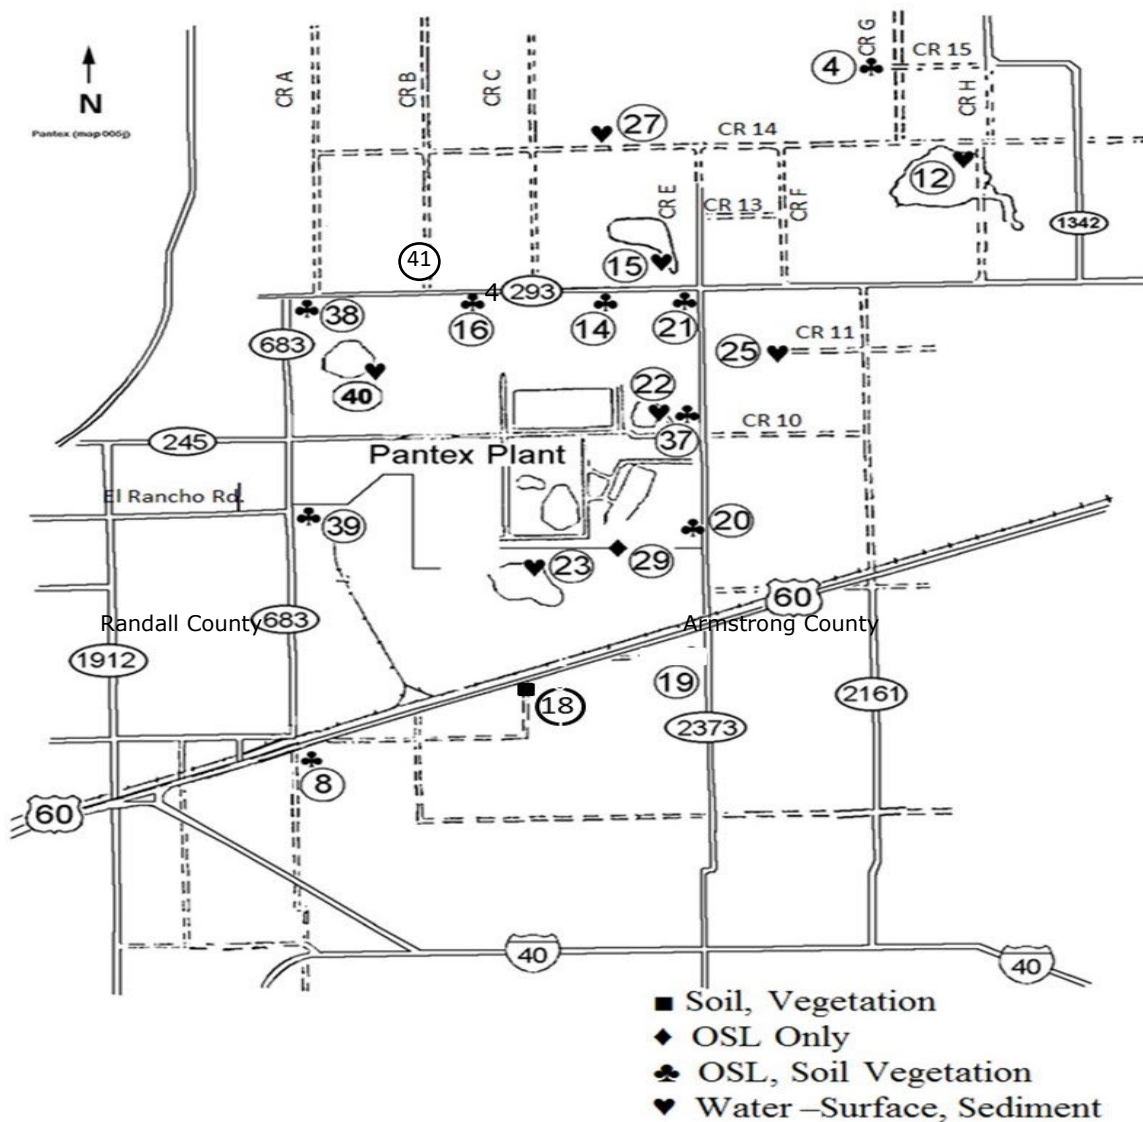 CR G
CR 15
4
CR A
CR B
CR C
CR H
N
Pantex (map 005g)
27
CR 14
12
CR E
CR 13
CR F
1342
41
15
4 293
38
16
14
21
683
25
CR 11
40
22
245
Pantex Plant
37
CR 10
El Rancho Rd.
39
20
23
29
60
Randall County
683
Armstrong County
1912
19
2161
18
2373
8
60
40
40
■ Soil, Vegetation
♦ OSL Only
♣ OSL, Soil Vegetation
♥ Water –Surface, Sediment